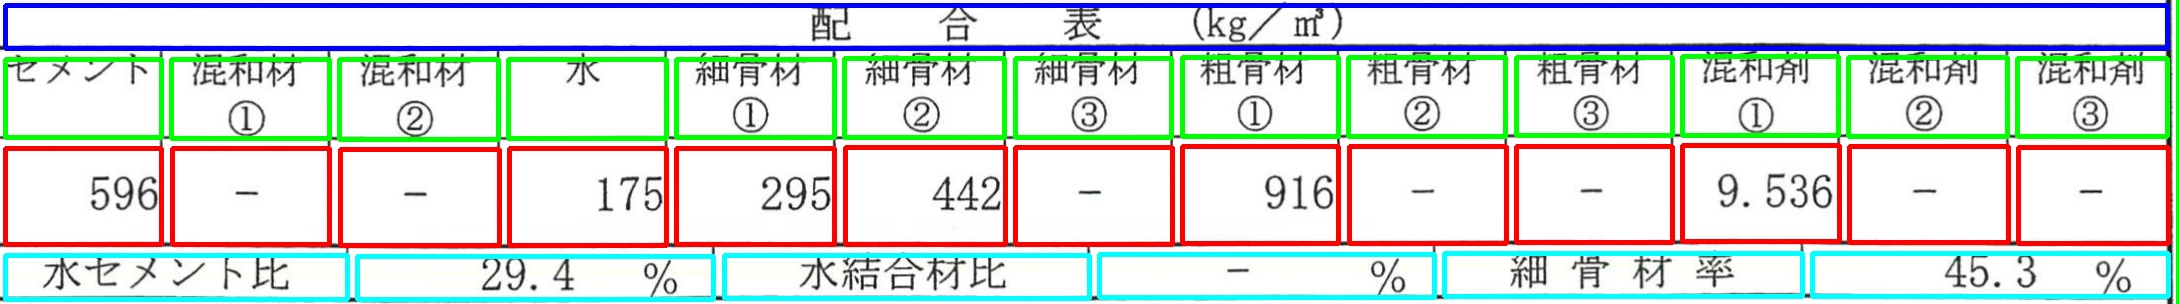 配 合 表 (kg／㎥)
セメント 混和材① 混和材② 水 細骨材① 細骨材② 細骨材③ 粗骨材① 粗骨材② 粗骨材③ 混和剤① 混和剤② 混和剤③
596 － － 175 295 442 － 916 － － 9.536 － －
水セメント比 29.4 % 水結合材比 － % 細骨材率 45.3 %